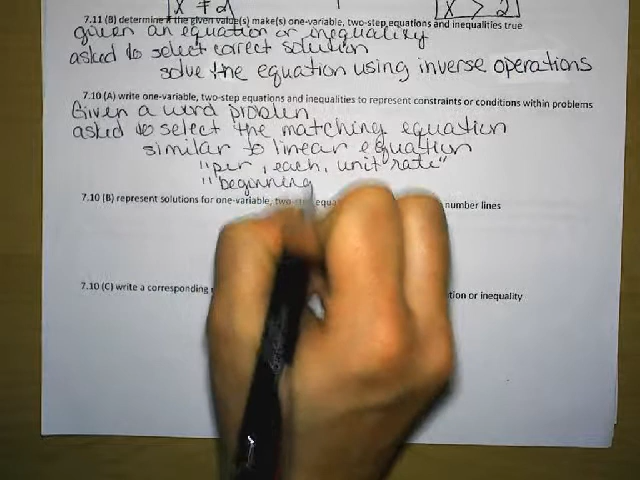 x ≠ 2
x > 2
7.11 (B) determine if the given value(s) make(s) one-variable, two-step equations and inequalities true
given an equation or inequality
asked to select correct solution
solve the equation using inverse operations
7.10 (A) write one-variable, two-step equations and inequalities to represent constraints or conditions within problems
Given a word problem
asked to select the matching equation
similar to linear equation
"per, each, unit rate"
"beginning
7.10 (B) represent solutions for one-variable, two-step equa number lines
7.10 (C) write a corresponding tion or inequality